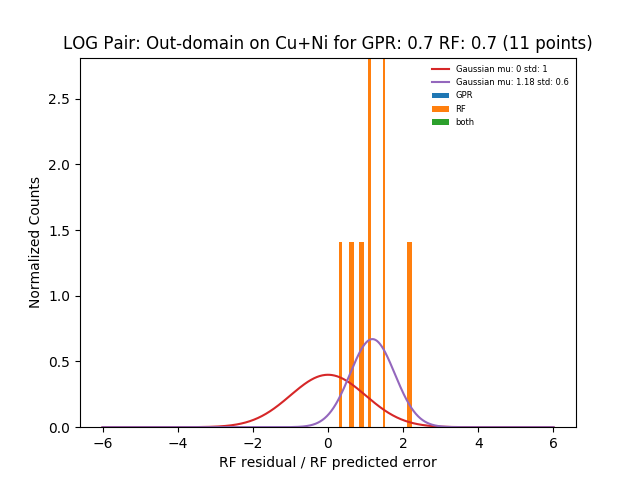 LOG Pair: Out-domain on Cu+Ni for GPR: 0.7 RF: 0.7 (11 points)
Gaussian mu: 0 std: 1
Gaussian mu: 1.18 std: 0.6
GPR
RF
both
Normalized Counts
2.5
2.0
1.5
1.0
0.5
0.0
−6 −4 −2 0 2 4 6
RF residual / RF predicted error